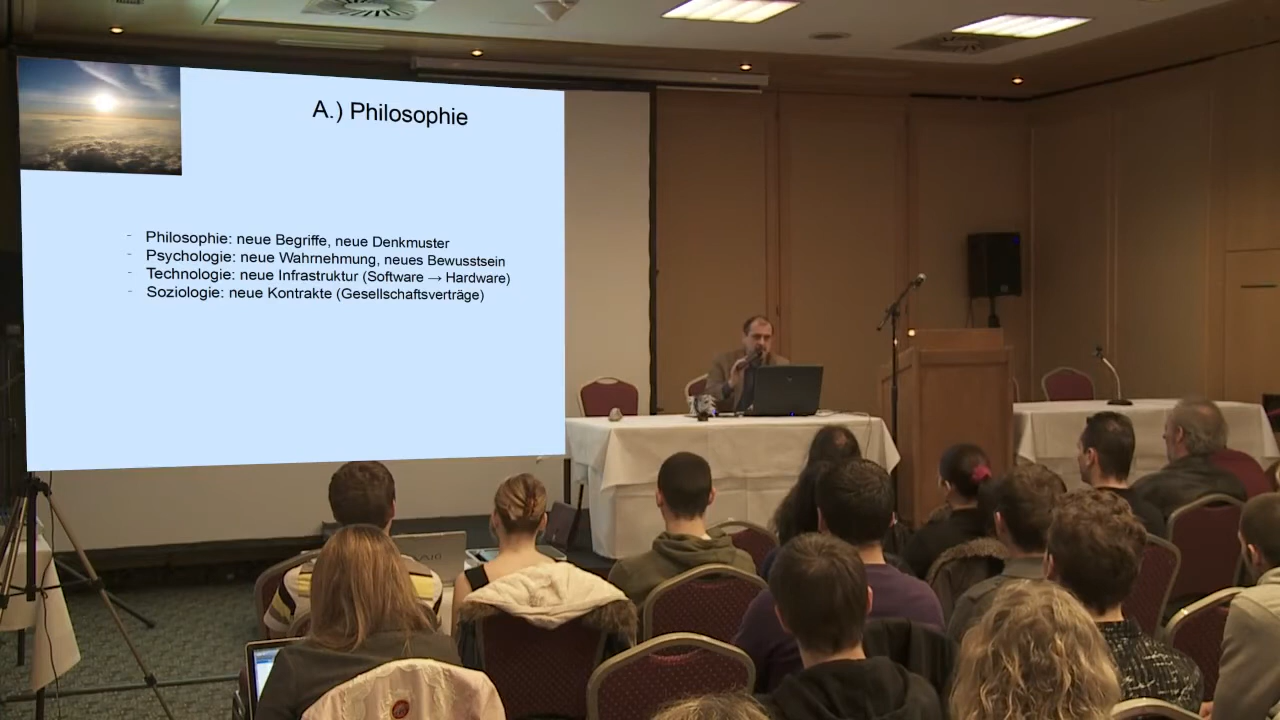 A.) Philosophie
- Philosophie: neue Begriffe, neue Denkmuster
- Psychologie: neue Wahrnehmung, neues Bewusstsein
- Technologie: neue Infrastruktur (Software → Hardware)
- Soziologie: neue Kontrakte (Gesellschaftsverträge)